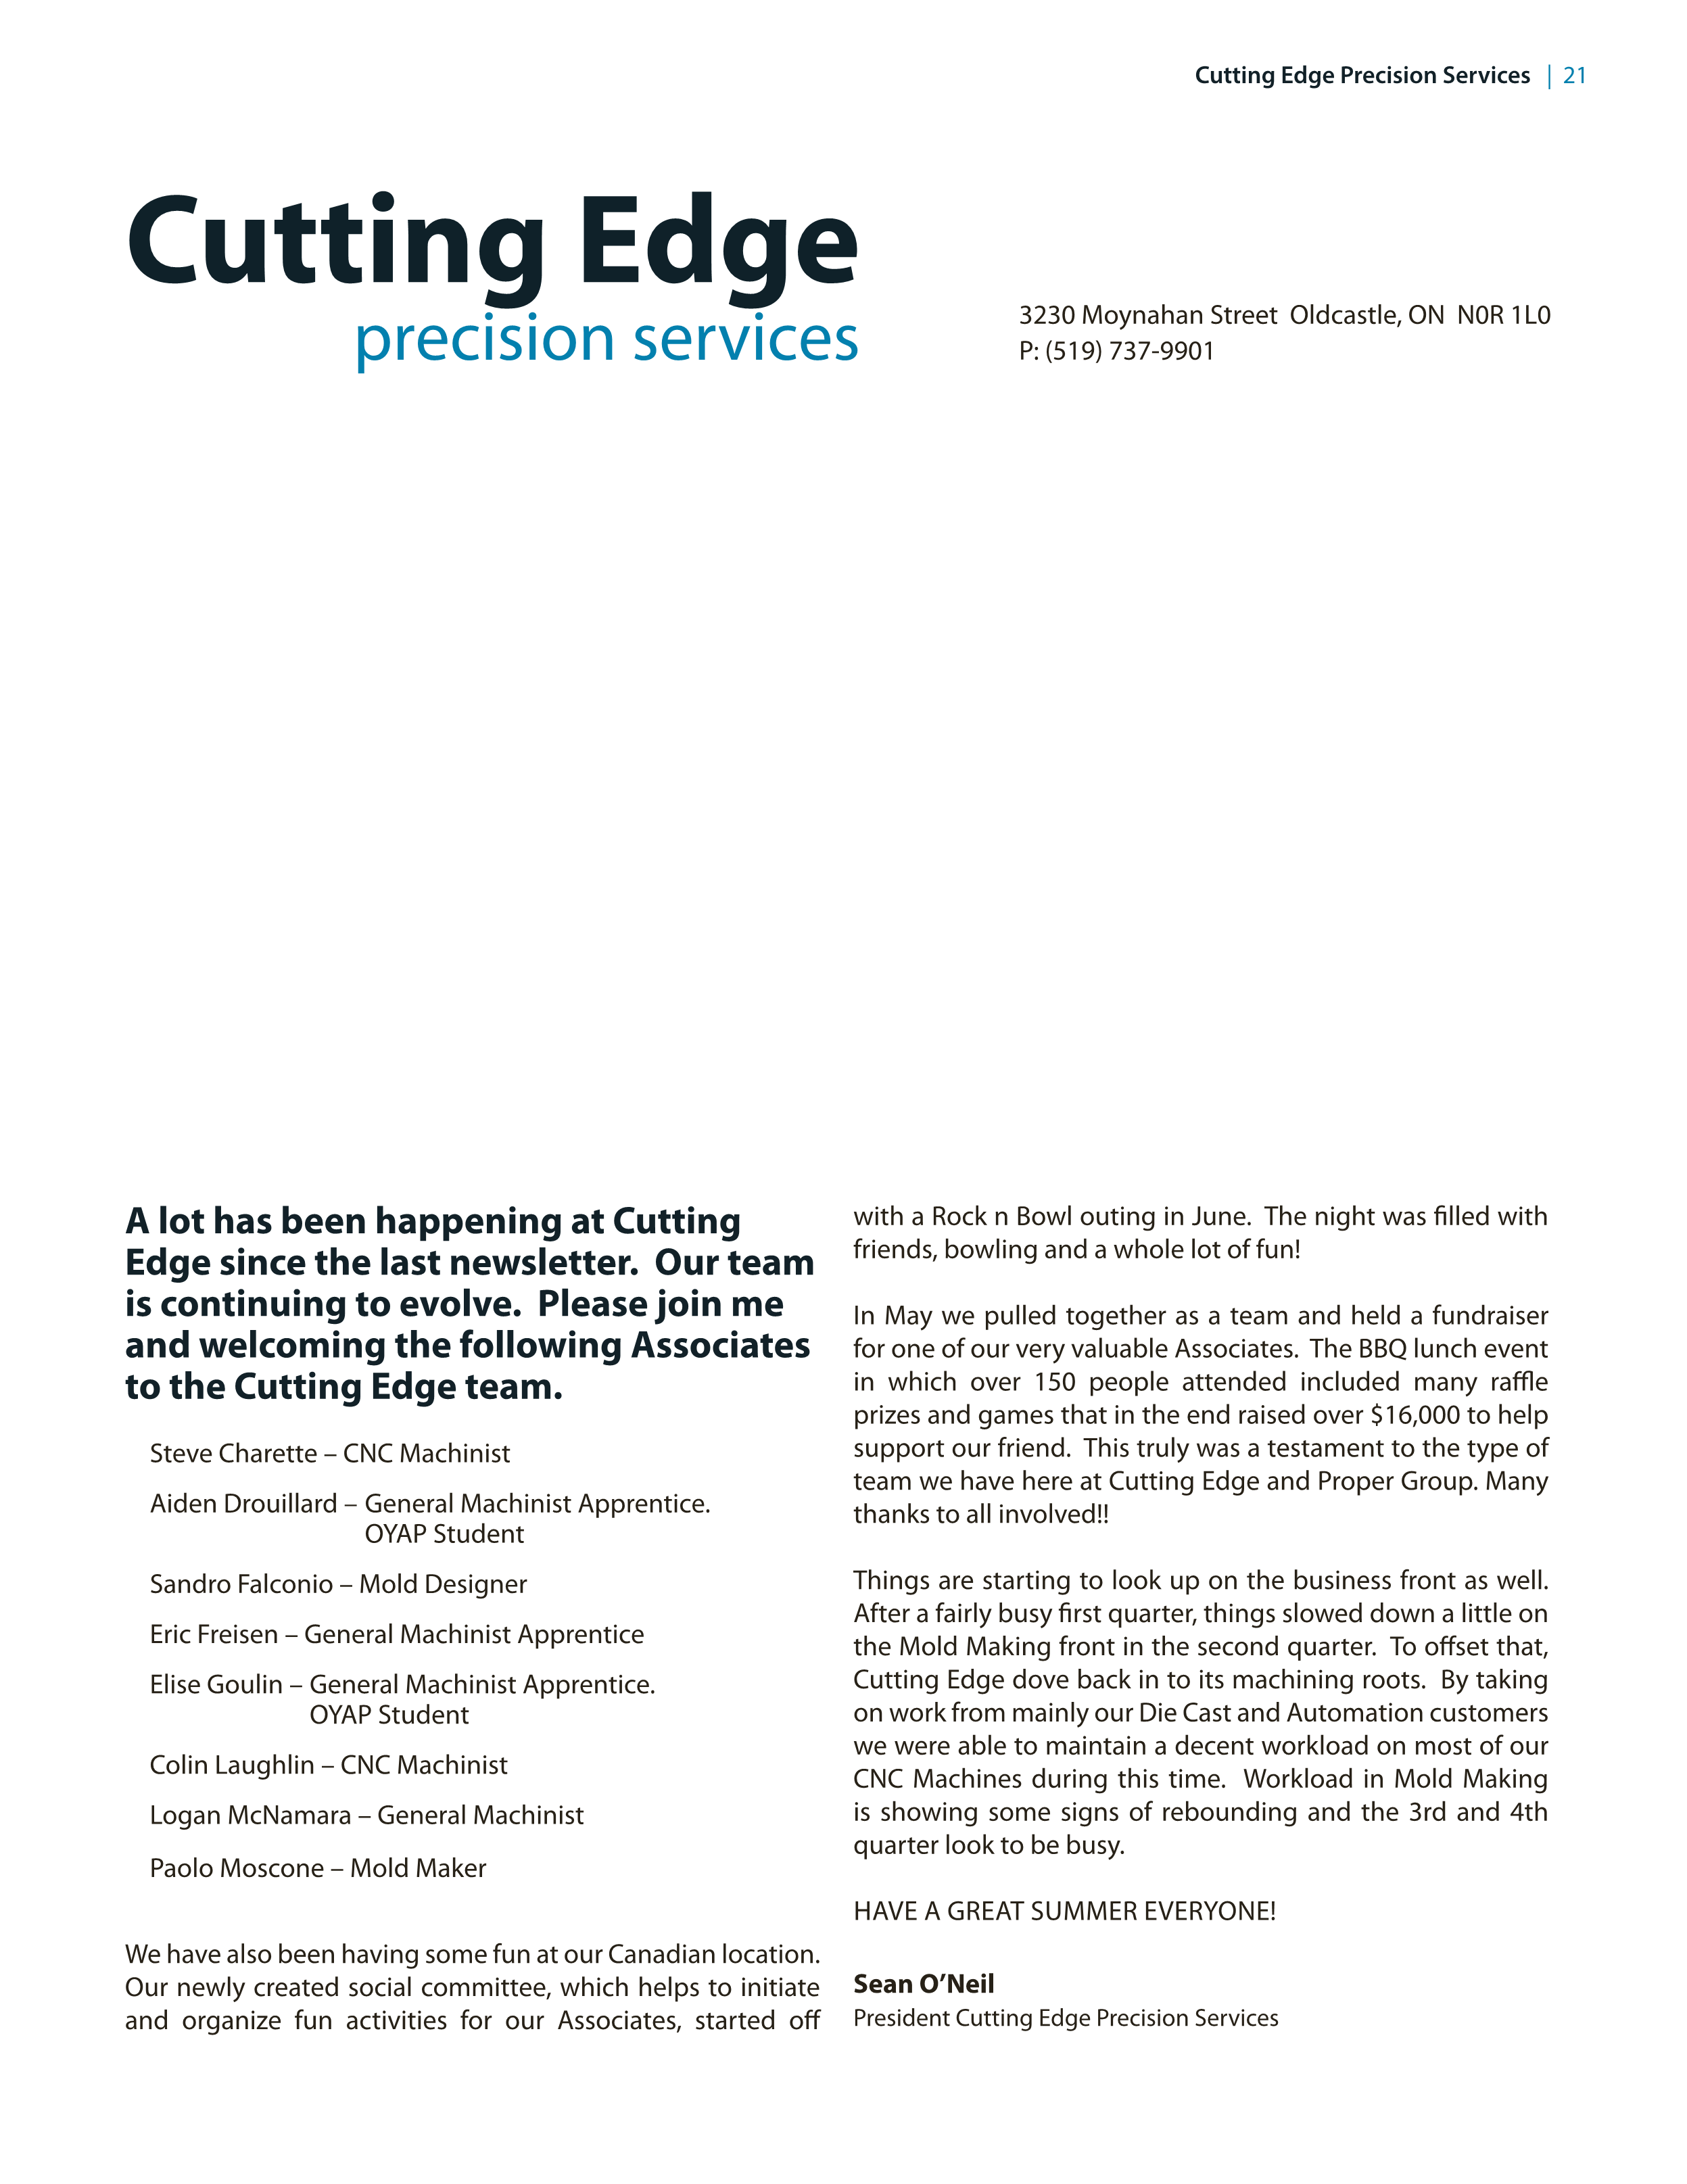 Cutting Edge Precision Services | 21
Cutting Edge
precision services
3230 Moynahan Street  Oldcastle, ON  N0R 1L0
P: (519) 737-9901
A lot has been happening at Cutting
Edge since the last newsletter.  Our team
is continuing to evolve.  Please join me
and welcoming the following Associates
to the Cutting Edge team.
Steve Charette – CNC Machinist
Aiden Drouillard – General Machinist Apprentice.
OYAP Student
Sandro Falconio – Mold Designer
Eric Freisen – General Machinist Apprentice
Elise Goulin – General Machinist Apprentice.
OYAP Student
Colin Laughlin – CNC Machinist
Logan McNamara – General Machinist
Paolo Moscone – Mold Maker
We have also been having some fun at our Canadian location.
Our newly created social committee, which helps to initiate
and organize fun activities for our Associates, started off
with a Rock n Bowl outing in June.  The night was filled with
friends, bowling and a whole lot of fun!
In May we pulled together as a team and held a fundraiser
for one of our very valuable Associates.  The BBQ lunch event
in which over 150 people attended included many raffle
prizes and games that in the end raised over $16,000 to help
support our friend.  This truly was a testament to the type of
team we have here at Cutting Edge and Proper Group. Many
thanks to all involved!!
Things are starting to look up on the business front as well.
After a fairly busy first quarter, things slowed down a little on
the Mold Making front in the second quarter.  To offset that,
Cutting Edge dove back in to its machining roots.  By taking
on work from mainly our Die Cast and Automation customers
we were able to maintain a decent workload on most of our
CNC Machines during this time.  Workload in Mold Making
is showing some signs of rebounding and the 3rd and 4th
quarter look to be busy.
HAVE A GREAT SUMMER EVERYONE!
Sean O’Neil
President Cutting Edge Precision Services